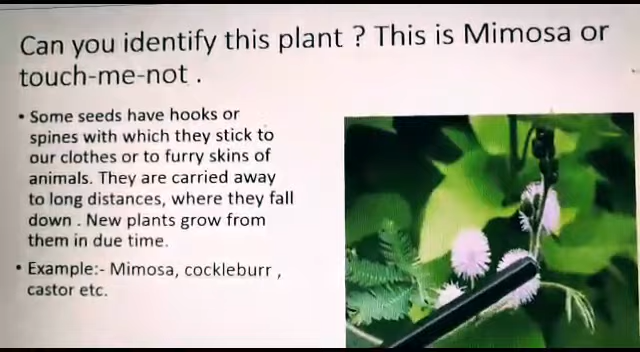 Can you identify this plant ? This is Mimosa or
touch-me-not .
• Some seeds have hooks or
spines with which they stick to
our clothes or to furry skins of
animals. They are carried away
to long distances, where they fall
down . New plants grow from
them in due time.
• Example:- Mimosa, cockleburr ,
castor etc.